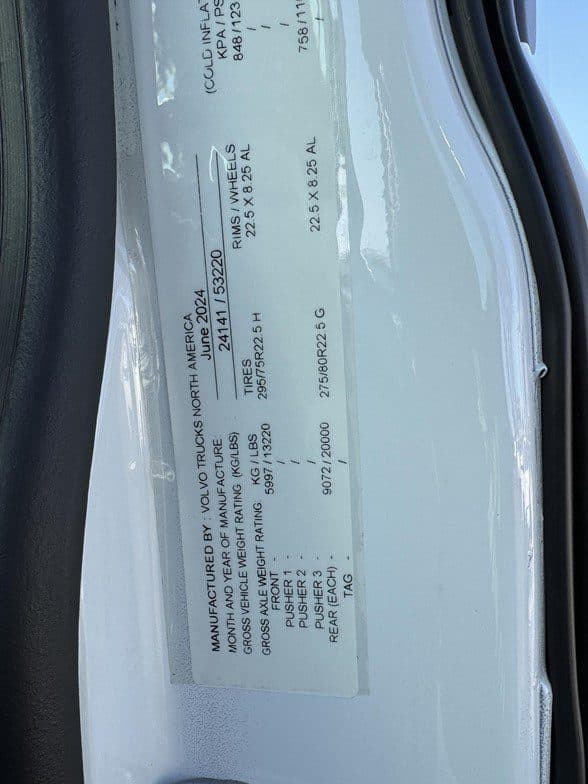 MANUFACTURED BY : VOLVO TRUCKS NORTH AMERICA
MONTH AND YEAR OF MANUFACTURE June 2024
GROSS VEHICLE WEIGHT RATING (KG/LBS) 24141 / 53220
GROSS AXLE WEIGHT RATING: KG / LBS TIRES RIMS / WHEELS (COLD KPA /
FRONT - 5997 / 13220 295/75R22.5 H 22.5 X 8.25 AL 848 / 123
PUSHER 1 - / /
PUSHER 2 - / /
PUSHER 3 - /
REAR (EACH) - 9072 / 20000 275/80R22.5 G 22.5 X 8.25 AL 758 /
TAG - / /